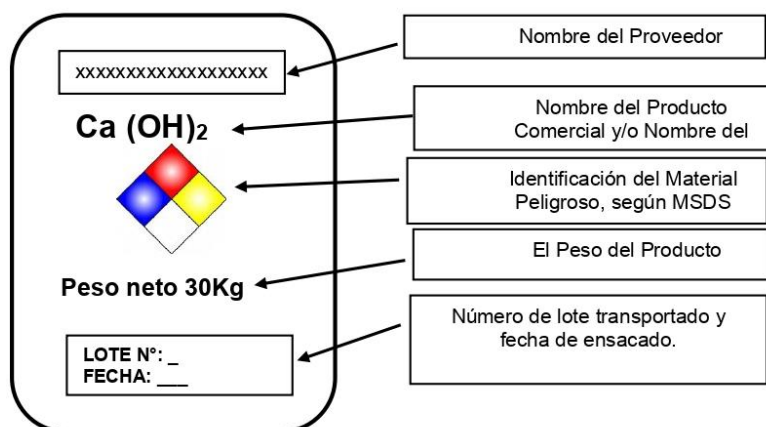 xxxxxxxxxxxxxxxxxxx
Nombre del Proveedor
Ca (OH)₂
Nombre del Producto
Comercial y/o Nombre del
Identificación del Material
Peligroso, según MSDS
Peso neto 30Kg
El Peso del Producto
LOTE N°: _
FECHA: ___
Número de lote transportado y
fecha de ensacado.